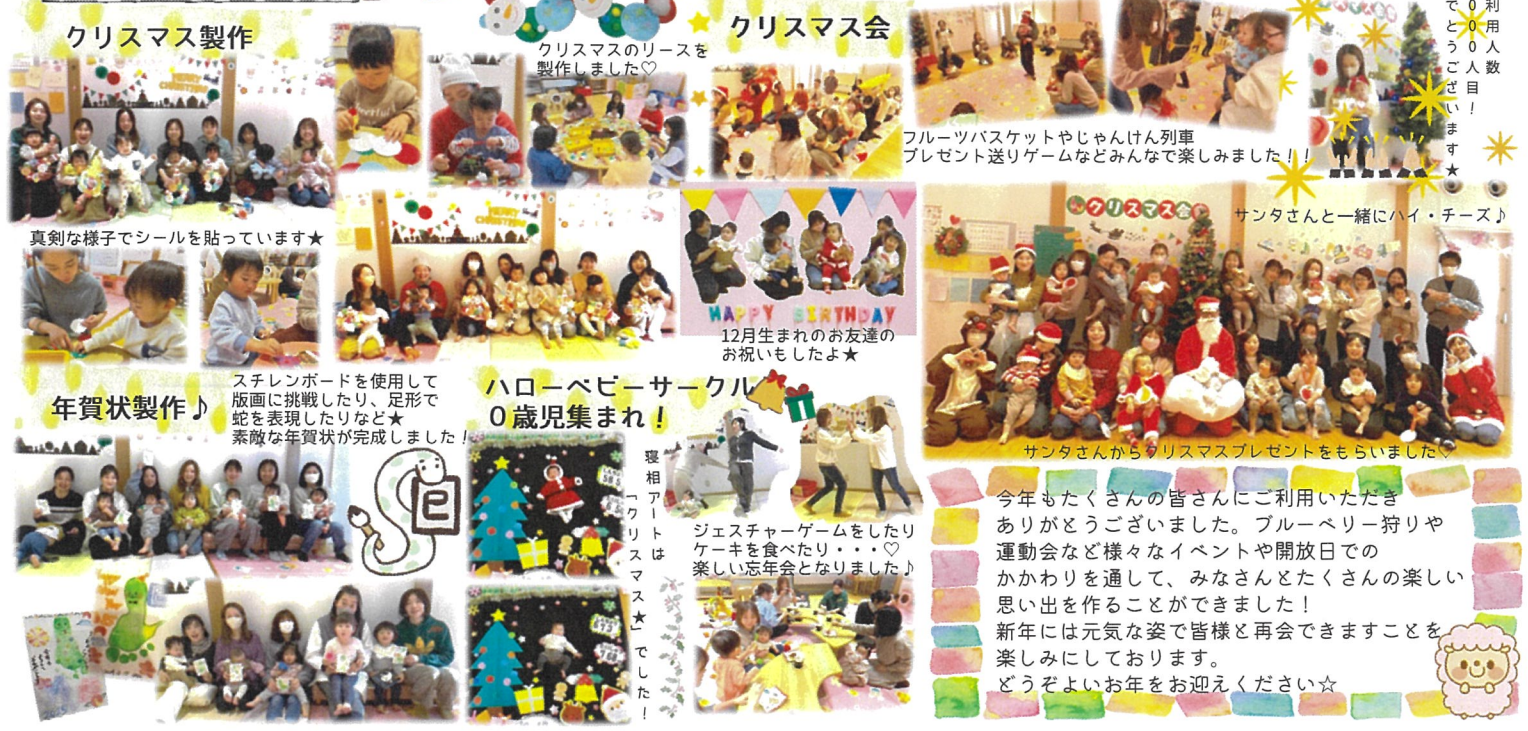 クリスマス製作
クリスマスのリースを
製作しました♡
真剣な様子でシールを貼っています★
クリスマス会
フルーツバスケットやじゃんけん列車
プレゼント送りゲームなどみんなで楽しみました！！
利用人数
000人目！
でとうございます★
HAPPY BIRTHDAY
12月生まれのお友達の
お祝いもしたよ★
クリスマス会
サンタさんと一緒にハイ・チーズ♪
サンタさんからクリスマスプレゼントをもらいました♡
年賀状製作♪
スチレンボードを使用して
版画に挑戦したり、足形で
蛇を表現したりなど★
素敵な年賀状が完成しました！
巳
ハローベビーサークル
０歳児集まれ！
寝相アートは
「クリスマス★」でした！
ジェスチャーゲームをしたり
ケーキを食べたり・・・♡
楽しい忘年会となりました♪
今年もたくさんの皆さんにご利用いただき
ありがとうございました。ブルーベリー狩りや
運動会など様々なイベントや開放日での
かかわりを通して、みなさんとたくさんの楽しい
思い出を作ることができました！
新年には元気な姿で皆様と再会できますことを
楽しみにしております。
どうぞよいお年をお迎えください☆